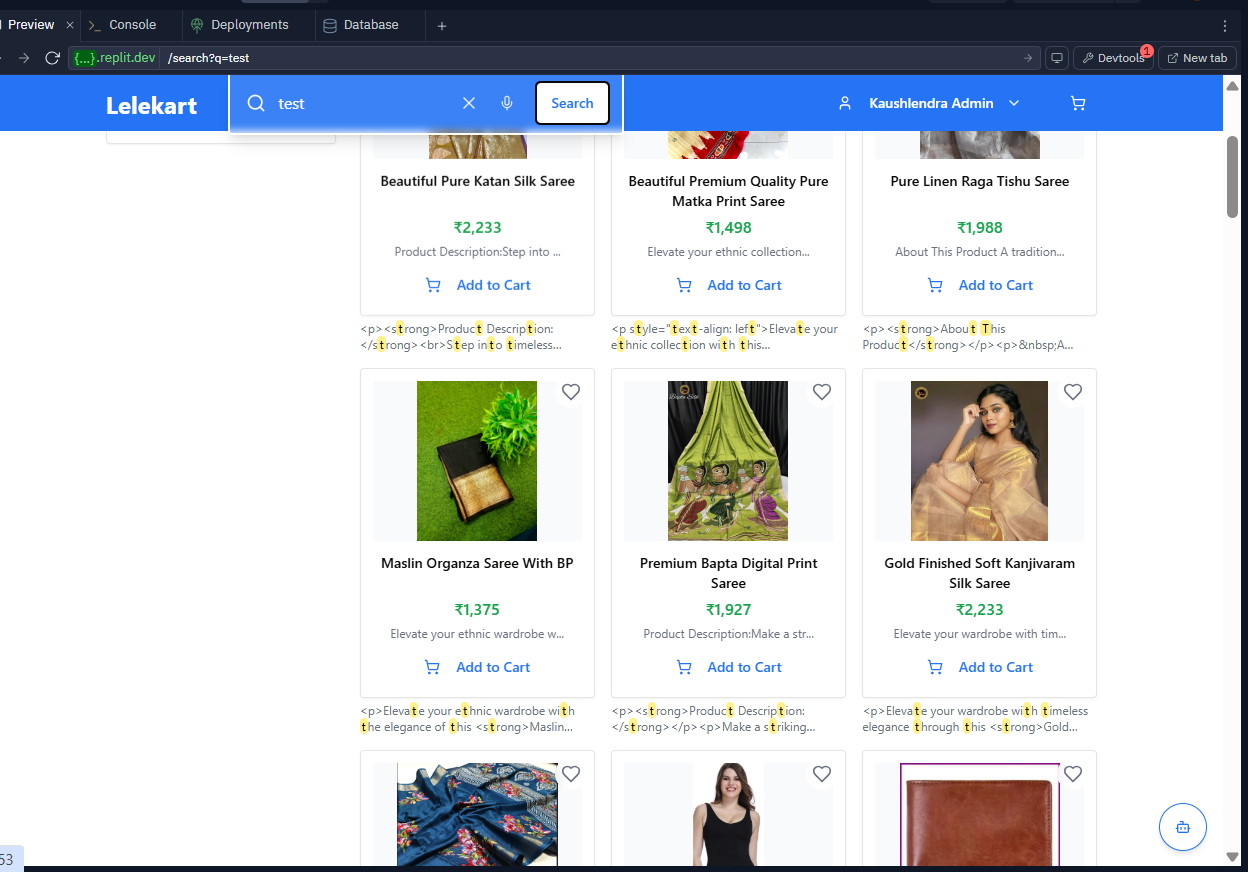 Preview
Console
Deployments
Database
{...}.replit.dev
/search?q=test
Devtools
1
New tab
Lelekart
test
Search
Kaushlendra Admin
Beautiful Pure Katan Silk Saree
₹2,233
Product Description:Step into ...
Add to Cart
<p><strong>Product Description:
</strong><br>Step into timeless...
Beautiful Premium Quality Pure
Matka Print Saree
₹1,498
Elevate your ethnic collection...
Add to Cart
<p style="text-align: left">Elevate your
ethnic collection with this...
Pure Linen Raga Tishu Saree
₹1,988
About This Product A tradition...
Add to Cart
<p><strong>About This
Product</strong></p><p>&nbsp;A...
Maslin Organza Saree With BP
₹1,375
Elevate your ethnic wardrobe w...
Add to Cart
<p>Elevate your ethnic wardrobe with
the elegance of this <strong>Maslin...
Premium Bapta Digital Print
Saree
₹1,927
Product Description:Make a str...
Add to Cart
<p><strong>Product Description:
</strong></p><p>Make a striking...
Gold Finished Soft Kanjivaram
Silk Saree
₹2,233
Elevate your wardrobe with tim...
Add to Cart
<p>Elevate your wardrobe with timeless
elegance through this <strong>Gold...
53